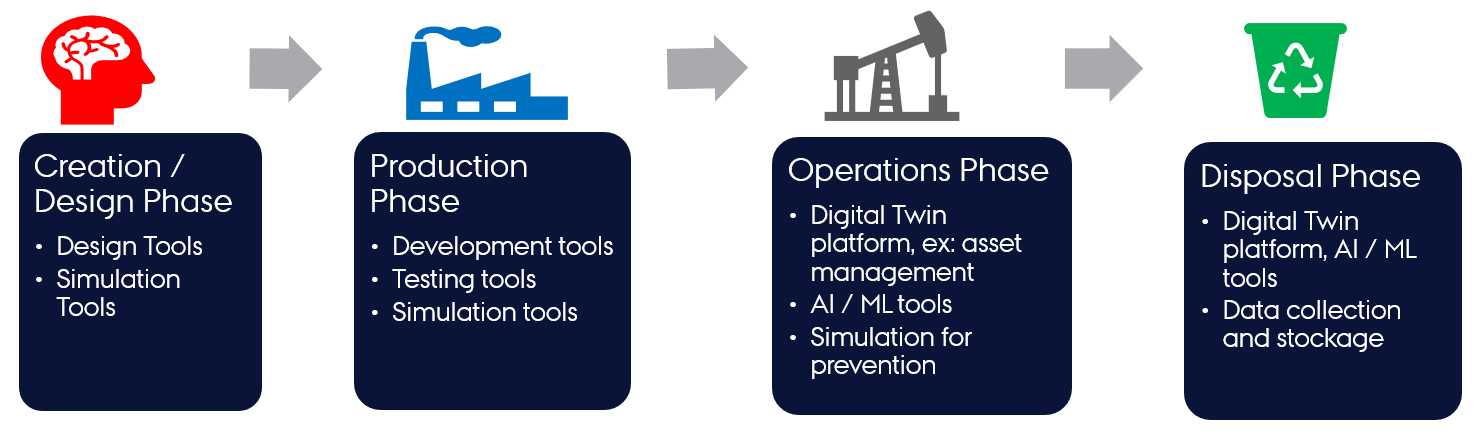 Creation /
Design Phase
• Design Tools
• Simulation
Tools
Production
Phase
• Development tools
• Testing tools
• Simulation tools
Operations Phase
• Digital Twin
platform, ex: asset
management
• AI / ML tools
• Simulation for
prevention
Disposal Phase
• Digital Twin
platform, AI / ML
tools
• Data collection
and stockage